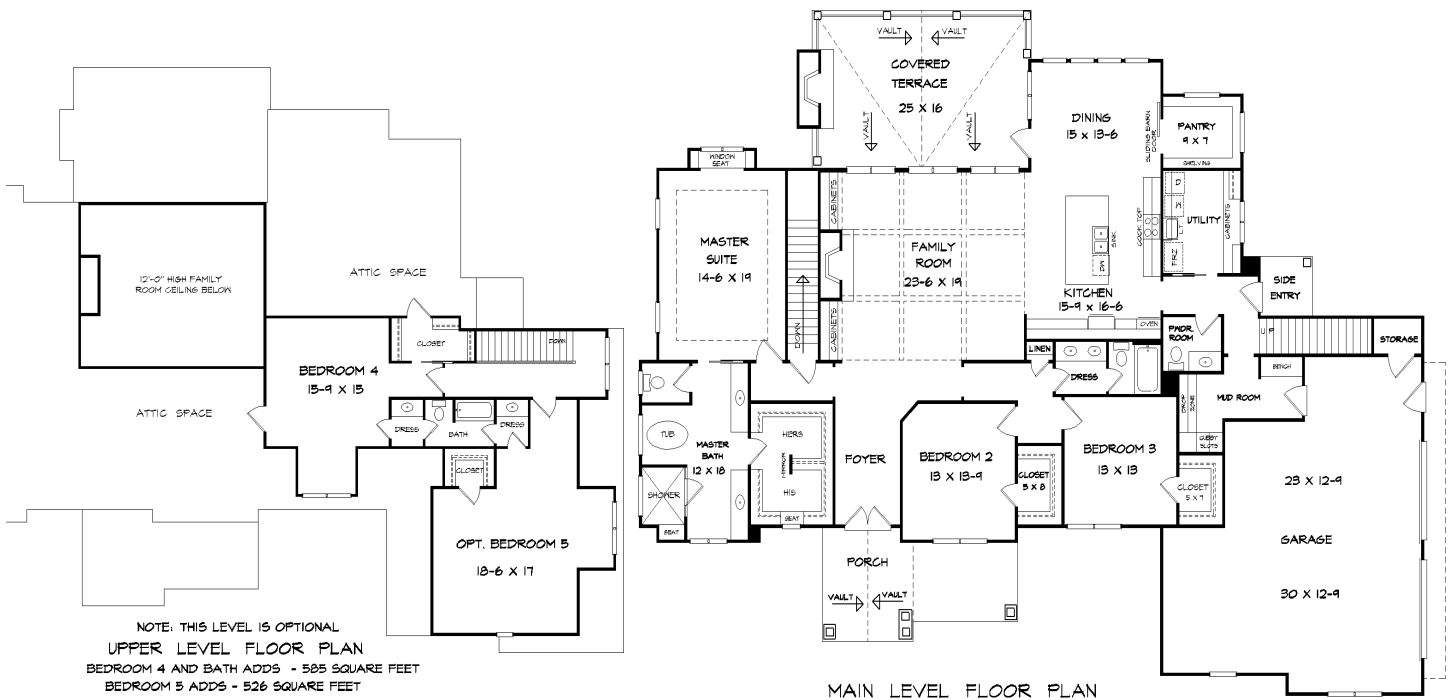 12'-0" HIGH FAMILY
ROOM CEILING BELOW
ATTIC SPACE
CLOSET
DOWN
BEDROOM 4
15-9 X 15
ATTIC SPACE
DRESS
BATH
DRESS
CLOSET
OPT. BEDROOM 5
18-6 X 17
NOTE: THIS LEVEL IS OPTIONAL
UPPER LEVEL FLOOR PLAN
BEDROOM 4 AND BATH ADDS - 585 SQUARE FEET
BEDROOM 5 ADDS - 526 SQUARE FEET
VAULT
VAULT
COVERED
TERRACE
25 X 16
VAULT
VAULT
DINING
15 X 13-6
SLIDING BARN
DOOR
PANTRY
9 X 7
SHELVING
WINDOW
SEAT
MASTER
SUITE
14-6 X 19
DOWN
CABINETS
CABINETS
FAMILY
ROOM
23-6 X 19
COOK TOP
SINK
DW
KITCHEN
15-9 X 16-6
OVEN
D
W
LT
FRZ
UTILITY
CABINETS
SIDE
ENTRY
UP
STORAGE
PWDR
ROOM
LINEN
DRESS
BENCH
MUD ROOM
DROP
ZONE
CUBBY
SLOTS
TUB
MASTER
BATH
12 X 18
SHOWER
SEAT
HERS
HIS
SEAT
FOYER
BEDROOM 2
13 X 13-9
CLOSET
5 X 8
BEDROOM 3
13 X 13
CLOSET
5 X 7
23 X 12-9
GARAGE
30 X 12-9
PORCH
VAULT
VAULT
MAIN LEVEL FLOOR PLAN